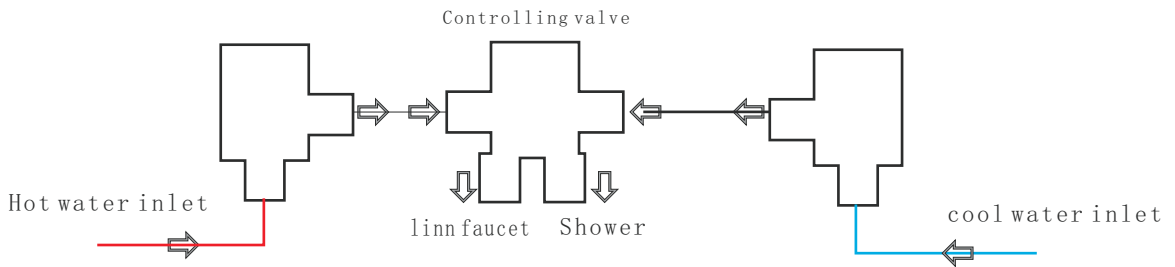 Controlling valve
Hot water inlet
linn faucet
Shower
cool water inlet